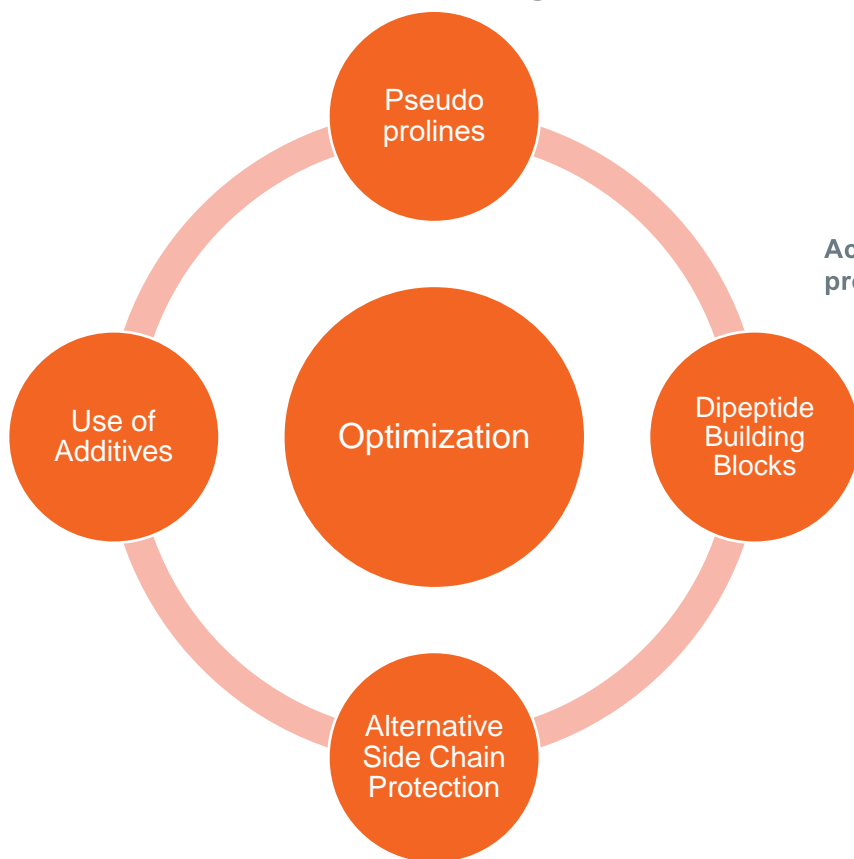 Pseudo
prolines
Use of
Additives
Optimization
Dipeptide
Building
Blocks
Alternative
Side Chain
Protection